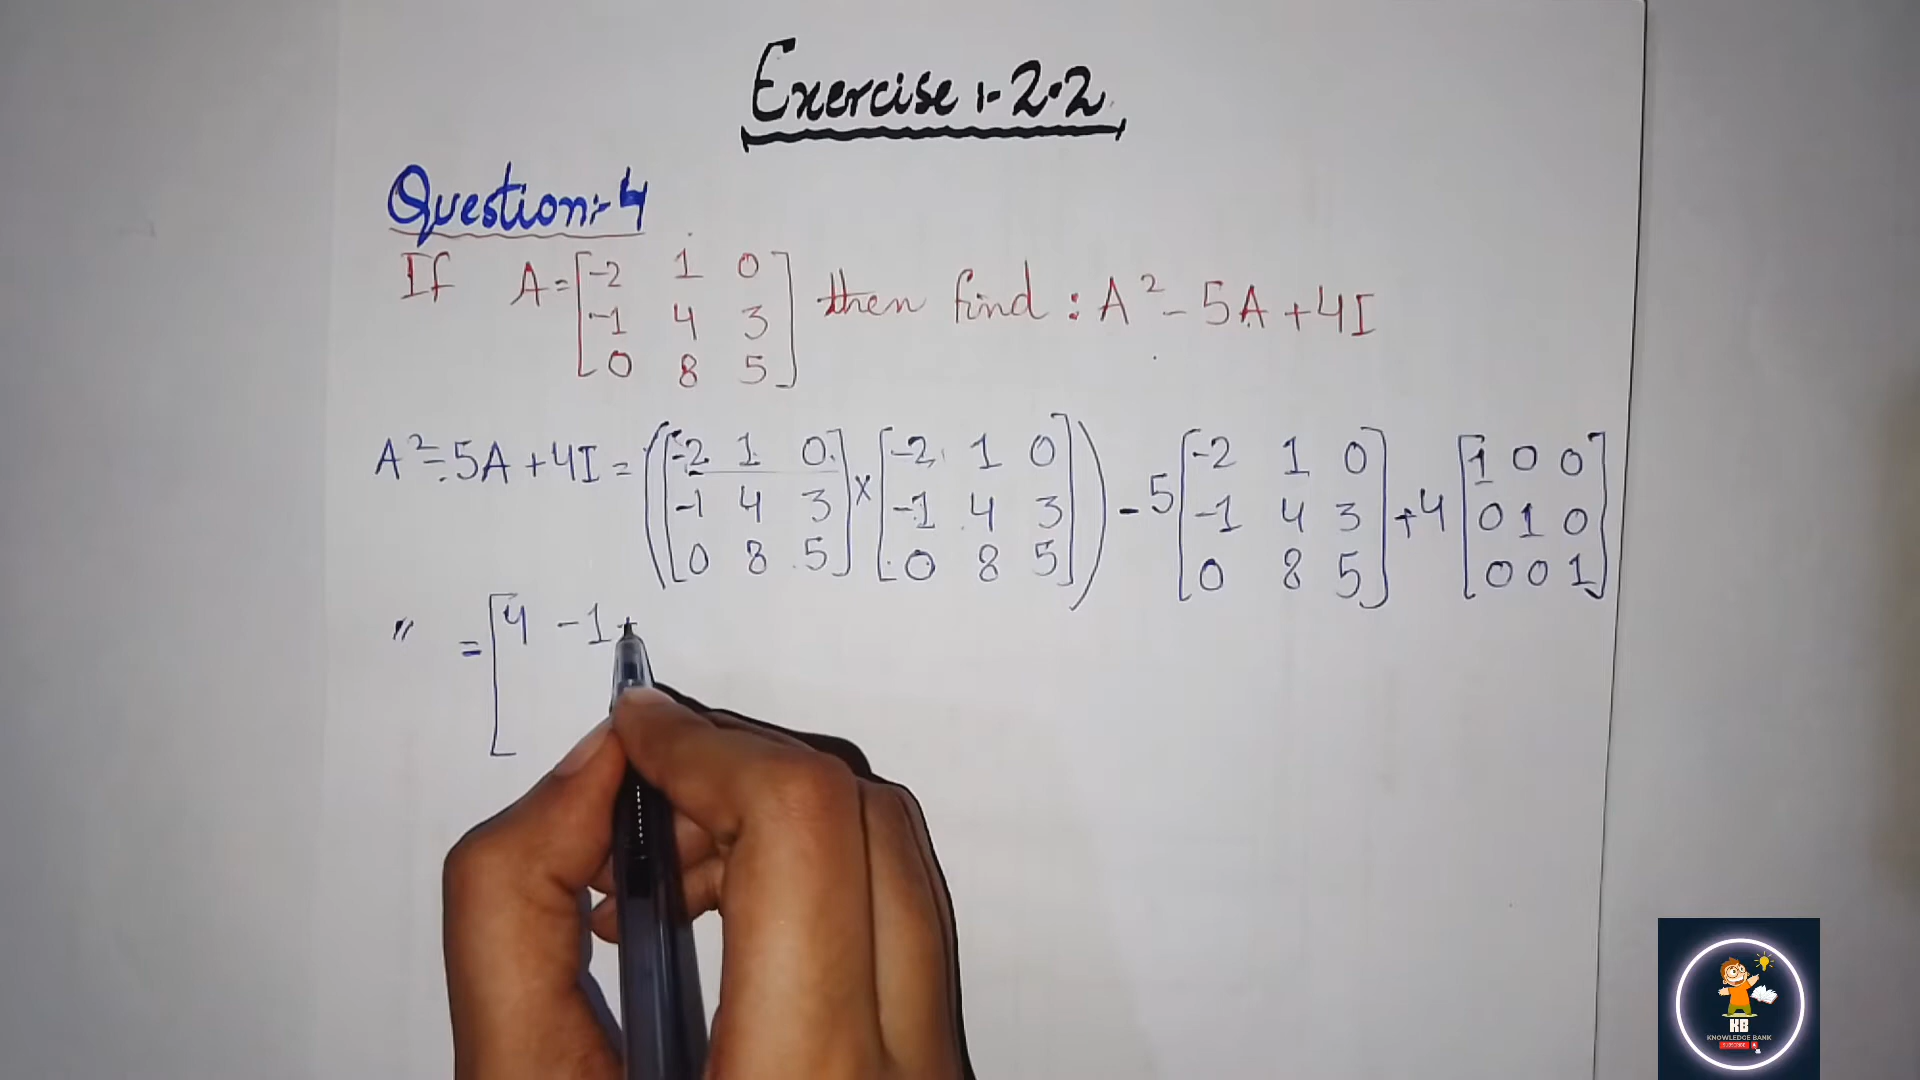 Exercise :- 2.2
Question:- 4
If A = [-2 1 0
-1 4 3
0 8 5] then find : A² - 5A + 4I
A² - 5A + 4I = ([-2 1 0
-1 4 3
0 8 5] × [-2 1 0
-1 4 3
0 8 5]) - 5 [-2 1 0
-1 4 3
0 8 5] + 4 [1 0 0
0 1 0
0 0 1]
" = [4 -1+
KB
KNOWLEDGE BANK
SUBSCRIBE